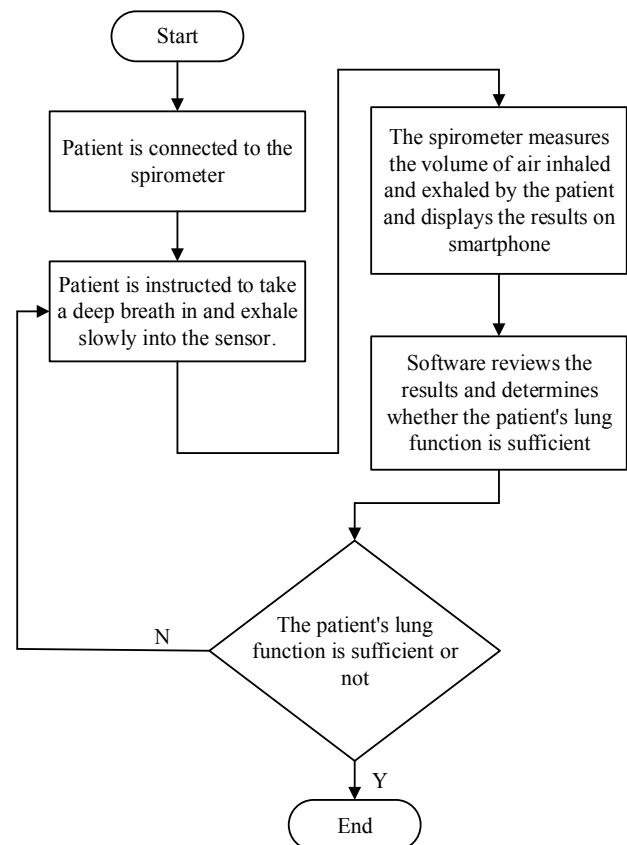 Start
Patient is connected to the
spirometer
Patient is instructed to take
a deep breath in and exhale
slowly into the sensor.
The spirometer measures
the volume of air inhaled
and exhaled by the patient
and displays the results on
smartphone
Software reviews the
results and determines
whether the patient's lung
function is sufficient
The patient's lung
function is sufficient or
not
N
Y
End